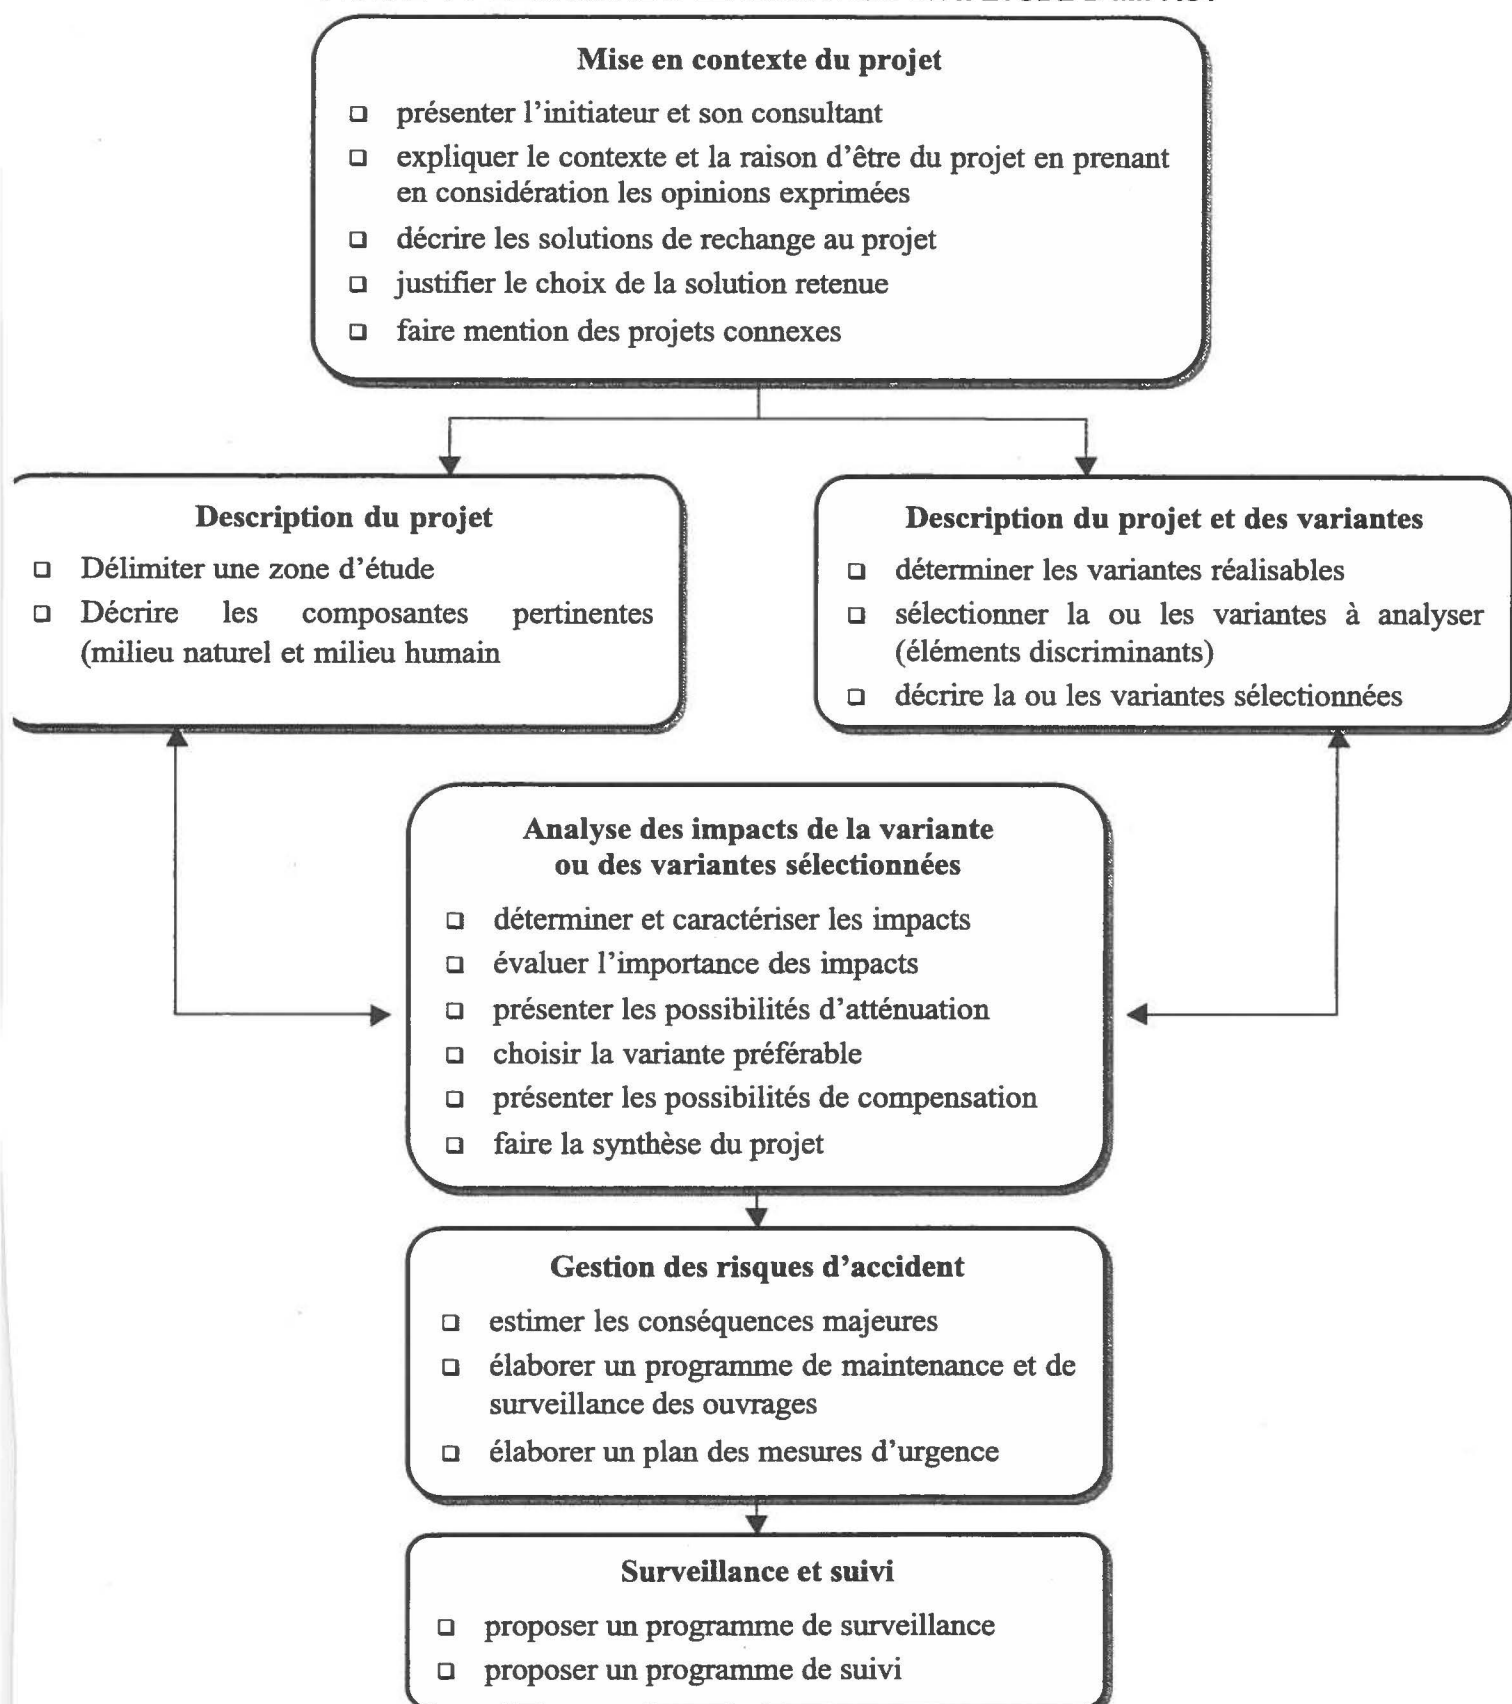 Mise en contexte du projet
❑ présenter l'initiateur et son consultant
❑ expliquer le contexte et la raison d'être du projet en prenant
en considération les opinions exprimées
❑ décrire les solutions de rechange au projet
❑ justifier le choix de la solution retenue
❑ faire mention des projets connexes
Description du projet
❑ Délimiter une zone d'étude
❑ Décrire les composantes pertinentes
(milieu naturel et milieu humain
Description du projet et des variantes
❑ déterminer les variantes réalisables
❑ sélectionner la ou les variantes à analyser
(éléments discriminants)
❑ décrire la ou les variantes sélectionnées
Analyse des impacts de la variante
ou des variantes sélectionnées
❑ déterminer et caractériser les impacts
❑ évaluer l'importance des impacts
❑ présenter les possibilités d'atténuation
❑ choisir la variante préférable
❑ présenter les possibilités de compensation
❑ faire la synthèse du projet
Gestion des risques d'accident
❑ estimer les conséquences majeures
❑ élaborer un programme de maintenance et de
surveillance des ouvrages
❑ élaborer un plan des mesures d'urgence
Surveillance et suivi
❑ proposer un programme de surveillance
❑ proposer un programme de suivi